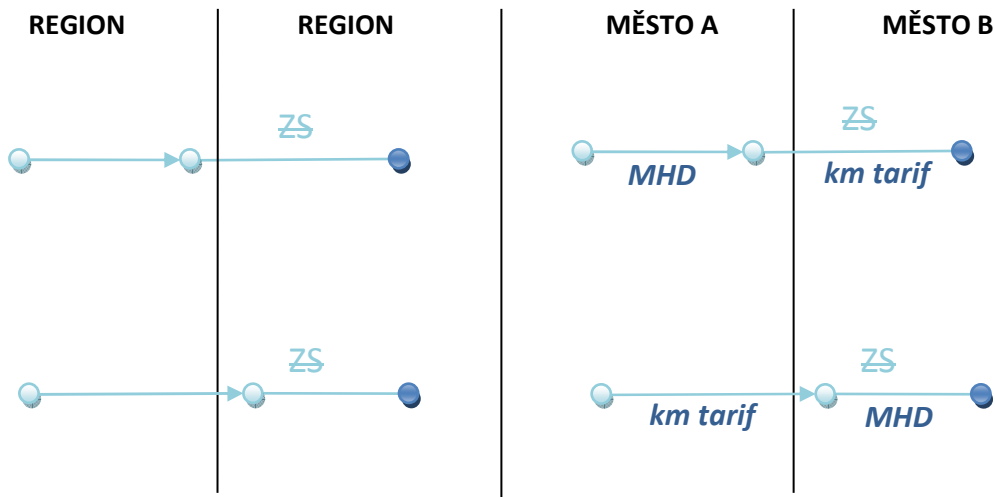 REGION REGION MĚSTO A MĚSTO B
ZS ZS
MHD km tarif
ZS ZS
km tarif MHD